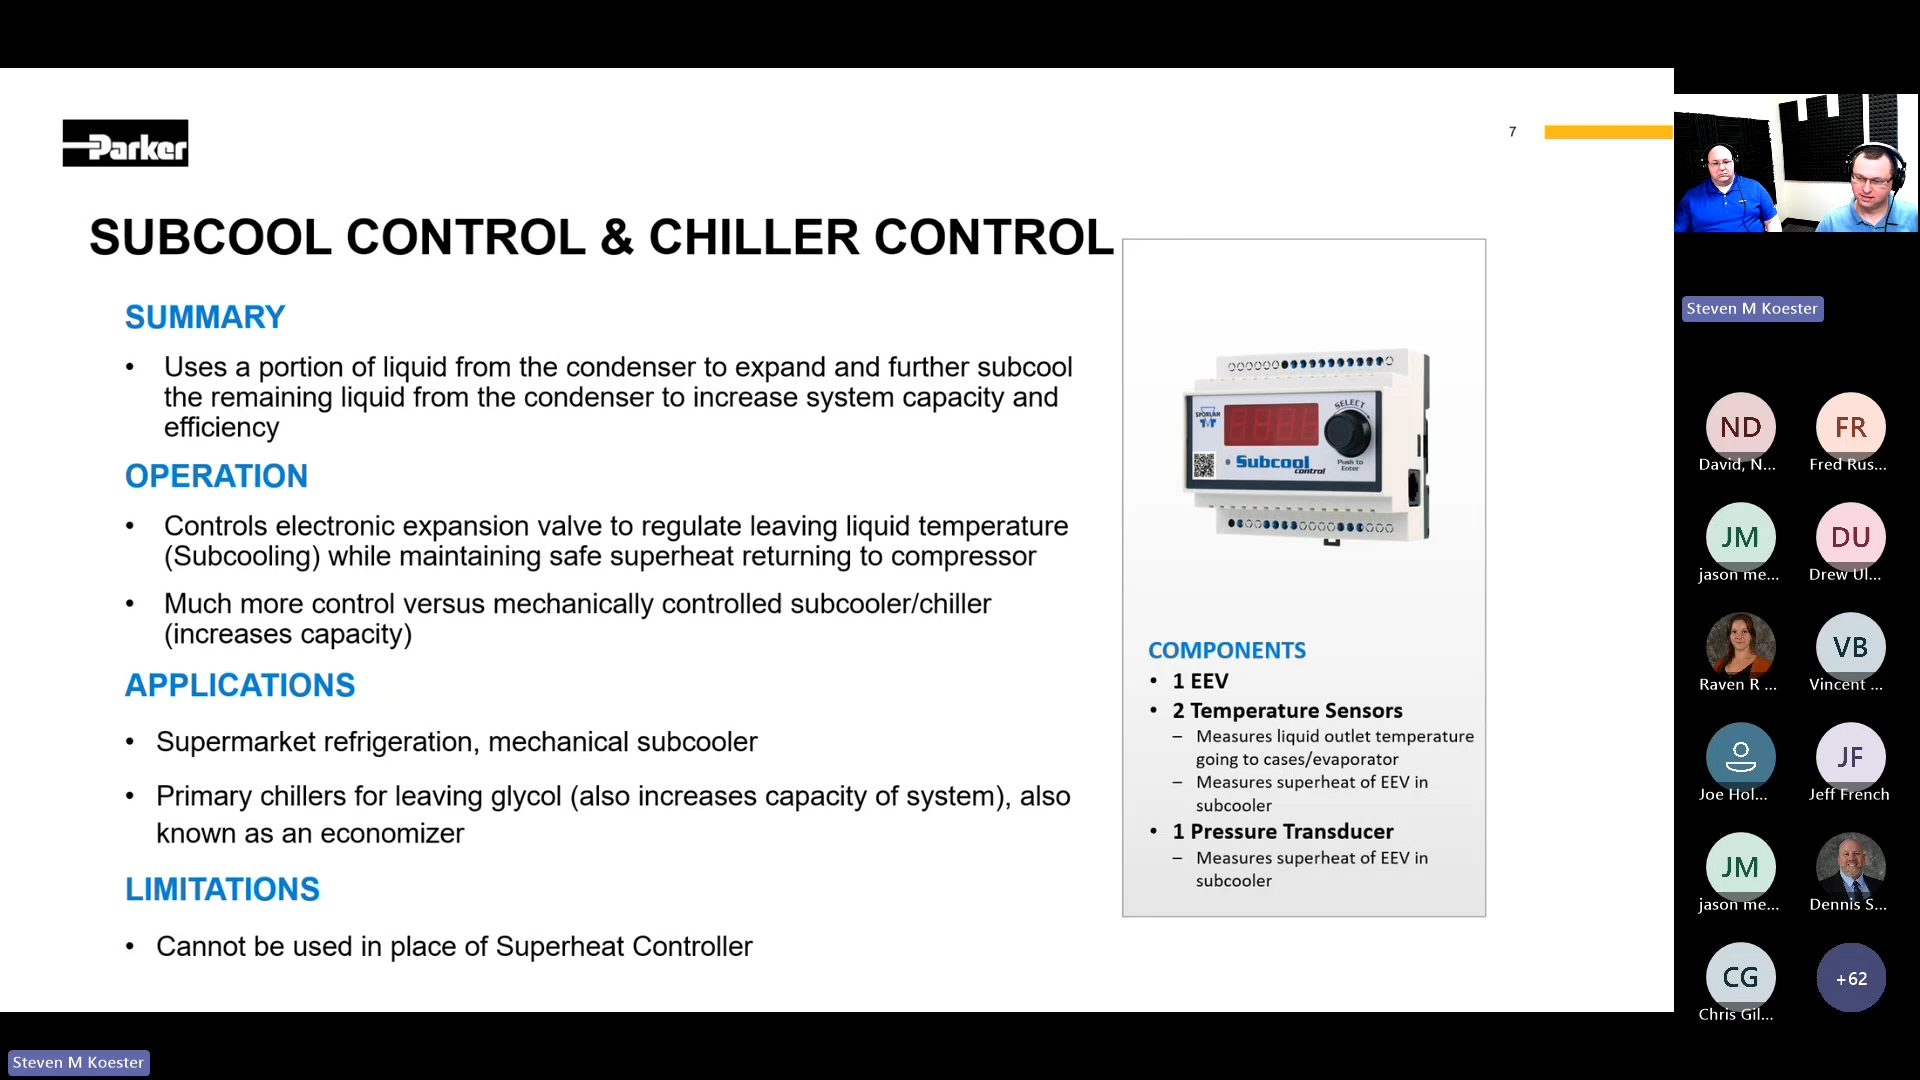 Parker
7
SUBCOOL CONTROL & CHILLER CONTROL
SUMMARY
• Uses a portion of liquid from the condenser to expand and further subcool
the remaining liquid from the condenser to increase system capacity and
efficiency
OPERATION
• Controls electronic expansion valve to regulate leaving liquid temperature
(Subcooling) while maintaining safe superheat returning to compressor
• Much more control versus mechanically controlled subcooler/chiller
(increases capacity)
APPLICATIONS
• Supermarket refrigeration, mechanical subcooler
• Primary chillers for leaving glycol (also increases capacity of system), also
known as an economizer
LIMITATIONS
• Cannot be used in place of Superheat Controller
SPORLAN
SELECT
Subcool
control
Push to
Enter
COMPONENTS
• 1 EEV
• 2 Temperature Sensors
– Measures liquid outlet temperature
going to cases/evaporator
– Measures superheat of EEV in
subcooler
• 1 Pressure Transducer
– Measures superheat of EEV in
subcooler
Steven M Koester
ND
David, N...
FR
Fred Rus...
JM
jason me...
DU
Drew Ul...
Raven R ...
VB
Vincent ...
Joe Hol...
JF
Jeff French
JM
jason me...
Dennis S...
CG
Chris Gil...
+62
Steven M Koester